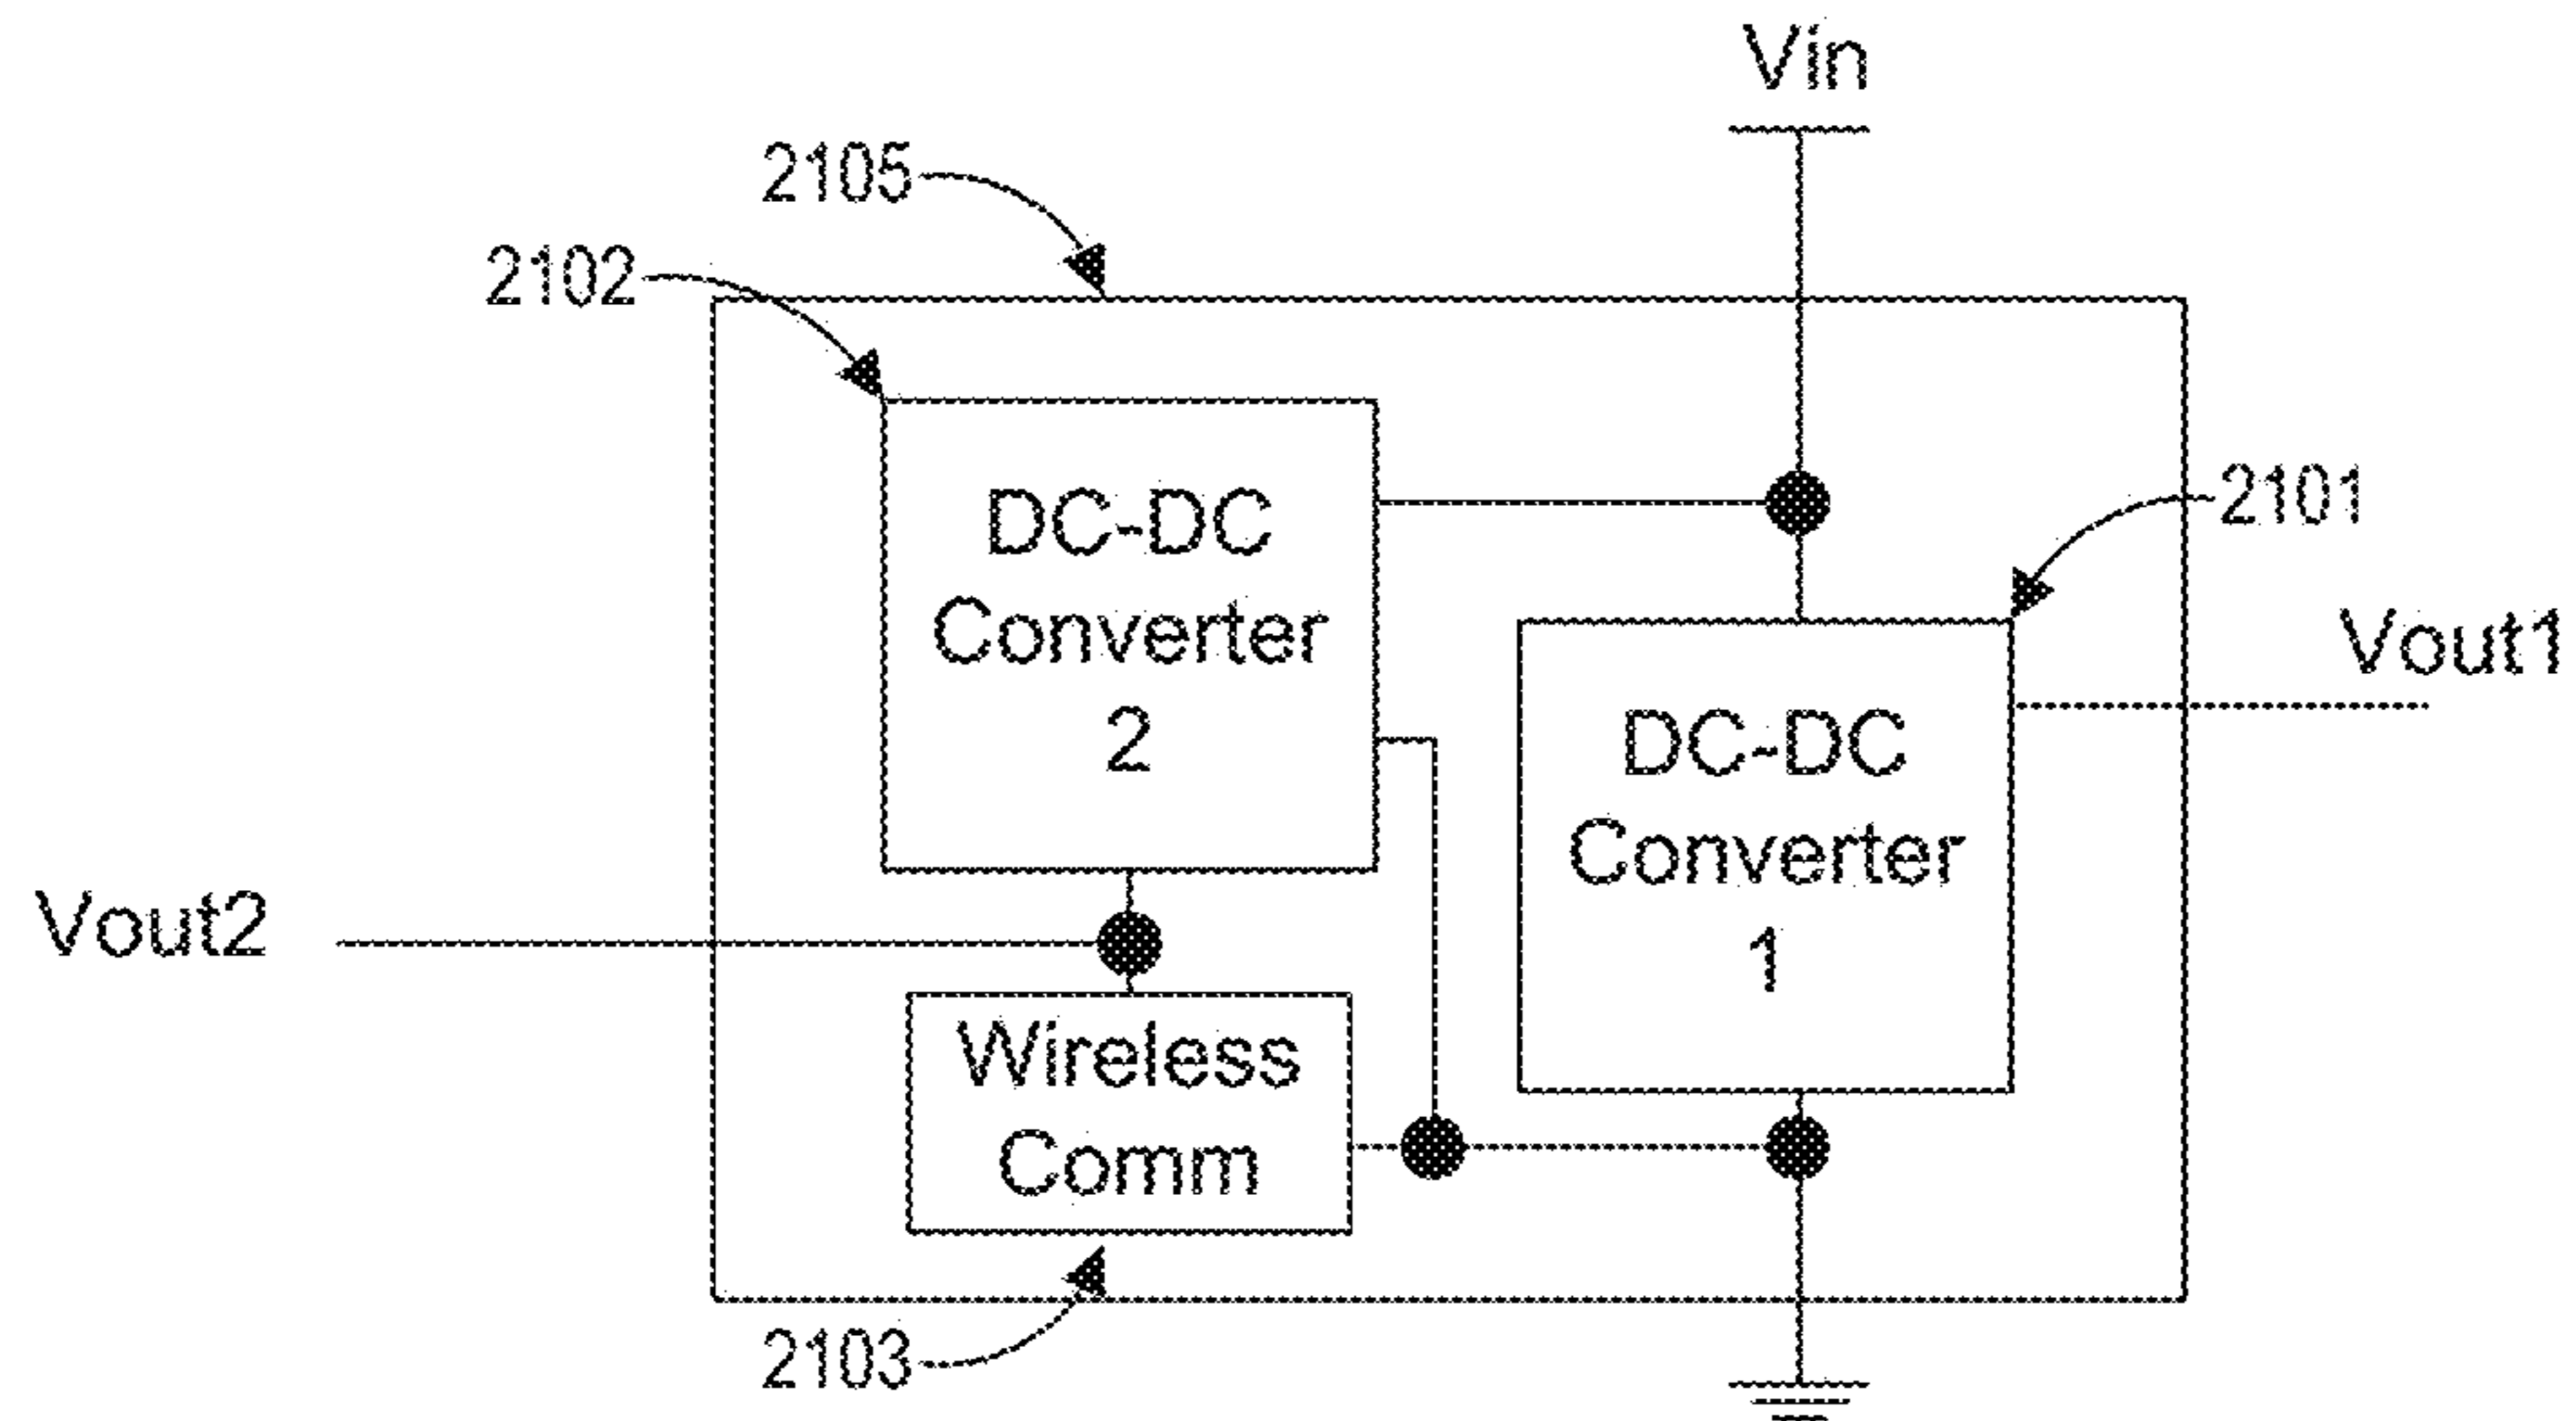 Vin
2105
2102
2101
DC-DC
Converter
2
Vout1
DC-DC
Converter
1
Vout2
Wireless
Comm
2103